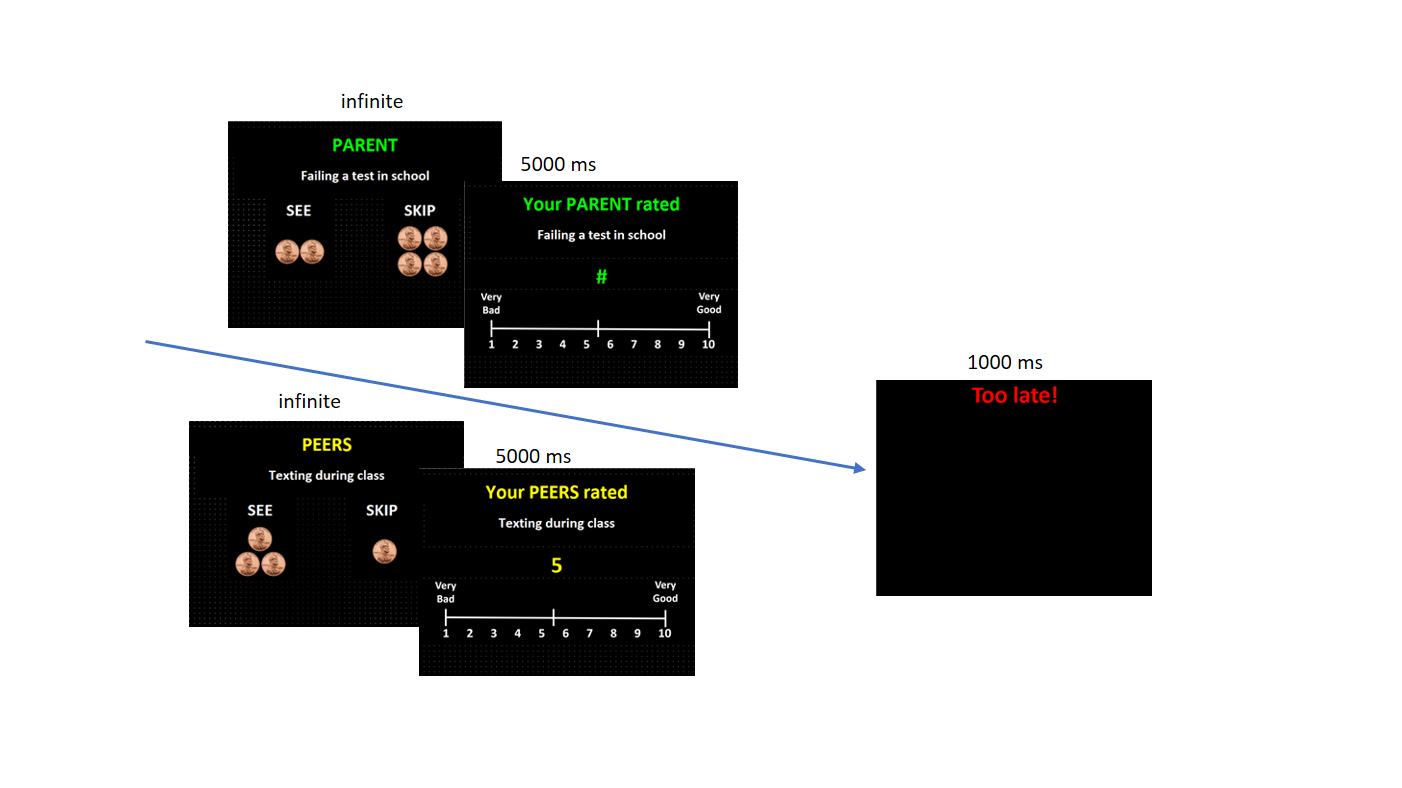 infinite
PARENT
Failing a test in school
SEE SKIP
5000 ms
Your PARENT rated
Failing a test in school
#
Very Bad Very Good
1 2 3 4 5 6 7 8 9 10
infinite
PEERS
Texting during class
SEE SKIP
5000 ms
Your PEERS rated
Texting during class
5
Very Bad Very Good
1 2 3 4 5 6 7 8 9 10
1000 ms
Too late!